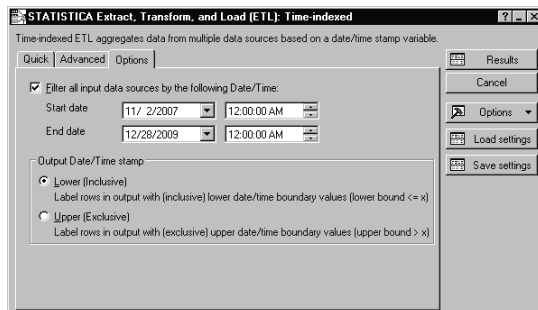 STATISTICA Extract, Transform, and Load (ETL): Time-indexed
Time-indexed ETL aggregates data from multiple data sources based on a date/time stamp variable.
Quick Advanced Options
Results
Cancel
Options
Load settings
Save settings
Filter all input data sources by the following Date/Time:
Start date 11/ 2/2007 12:00:00 AM
End date 12/28/2009 12:00:00 AM
Output Date/Time stamp
Lower (Inclusive)
Label rows in output with (inclusive) lower date/time boundary values (lower bound <= x)
Upper (Exclusive)
Label rows in output with (exclusive) upper date/time boundary values (upper bound > x)